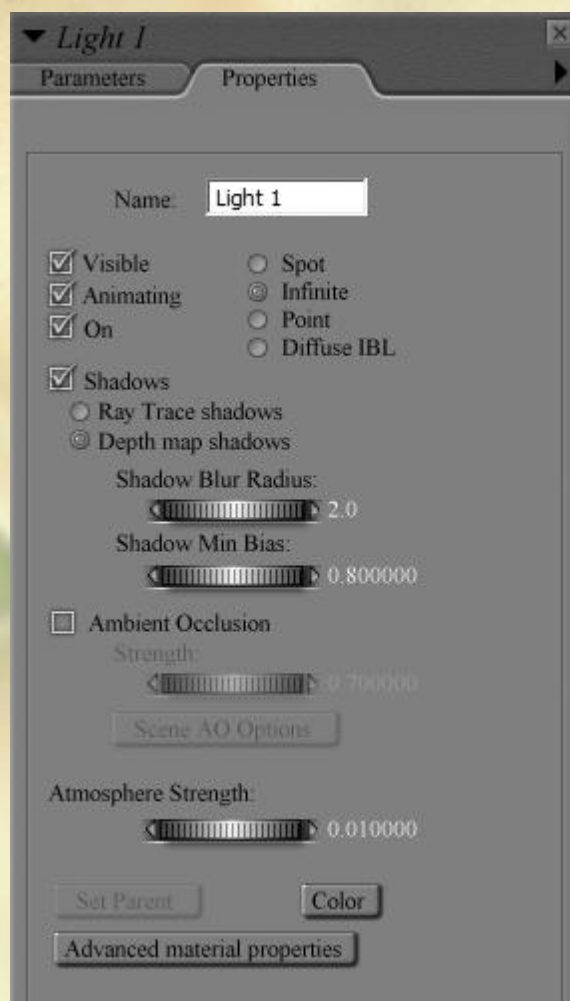 Light 1
Parameters Properties
Name: Light 1
Visible Spot
Animating Infinite
On Point
Diffuse IBL
Shadows
Ray Trace shadows
Depth map shadows
Shadow Blur Radius:
2.0
Shadow Min Bias:
0.800000
Ambient Occlusion
Strength:
0.700000
Scene AO Options
Atmosphere Strength:
0.010000
Set Parent Color
Advanced material properties